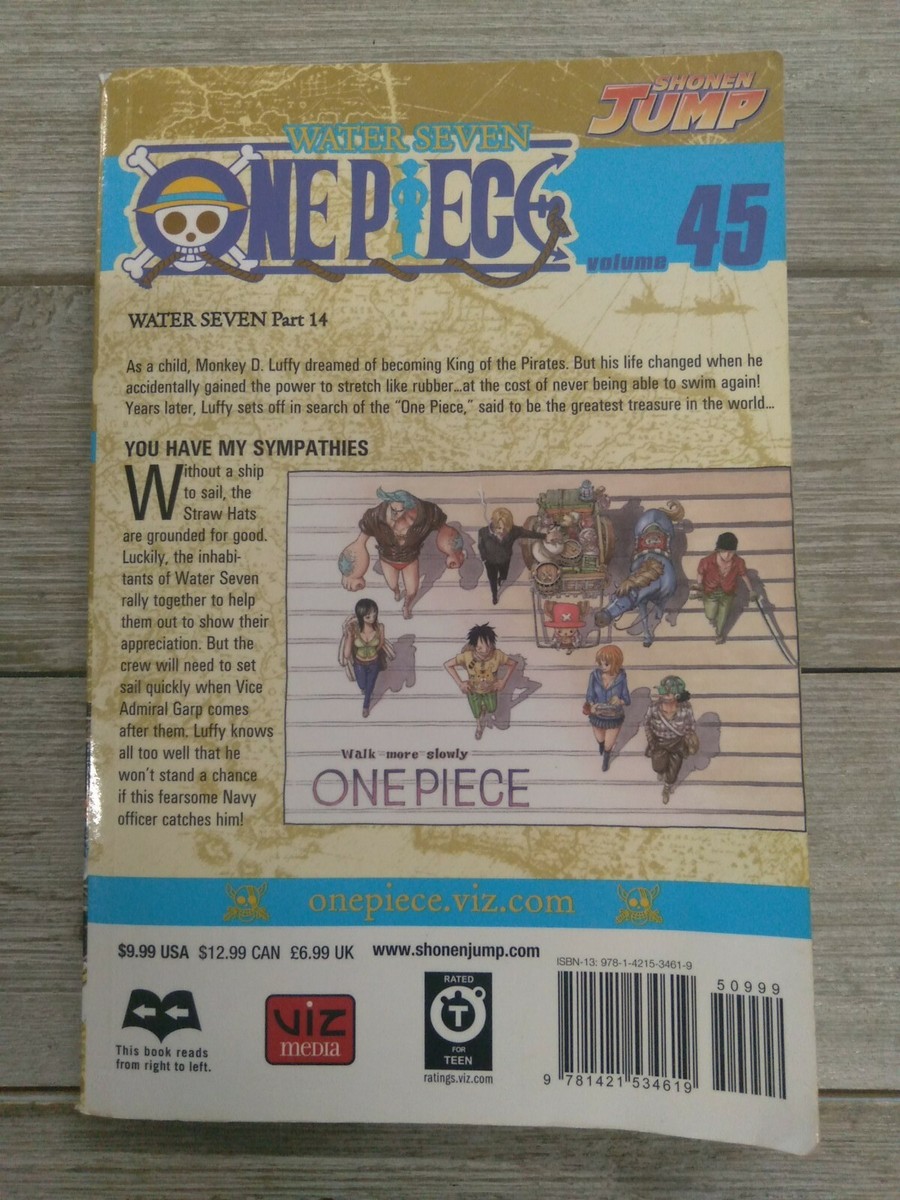 SHONEN
JUMP
WATER SEVEN
ONE PIECE
volume 45
WATER SEVEN Part 14
As a child, Monkey D. Luffy dreamed of becoming King of the Pirates. But his life changed when he
accidentally gained the power to stretch like rubber...at the cost of never being able to swim again!
Years later, Luffy sets off in search of the “One Piece,” said to be the greatest treasure in the world...
YOU HAVE MY SYMPATHIES
Without a ship
to sail, the
Straw Hats
are grounded for good.
Luckily, the inhabi-
tants of Water Seven
rally together to help
them out to show their
appreciation. But the
crew will need to set
sail quickly when Vice
Admiral Garp comes
after them. Luffy knows
all too well that he
won't stand a chance
if this fearsome Navy
officer catches him!
Walk more slowly
ONE PIECE
onepiece.viz.com
$9.99 USA $12.99 CAN £6.99 UK www.shonenjump.com
ISBN-13: 978-1-4215-3461-9
50999
This book reads
from right to left.
VIZ
MEDIA
RATED
T
FOR
TEEN
ratings.viz.com
9 781421 534619